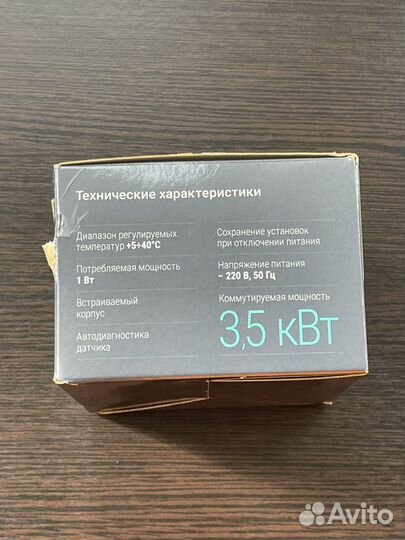 Технические характеристики
Диапазон регулируемых
температур +5÷40°C
Потребляемая мощность
1 Вт
Встраиваемый
корпус
Автодиагностика
датчика
Сохранение установок
при отключении питания
Напряжение питания
~ 220 В, 50 Гц
Коммутируемая мощность
3,5 кВт
Avito